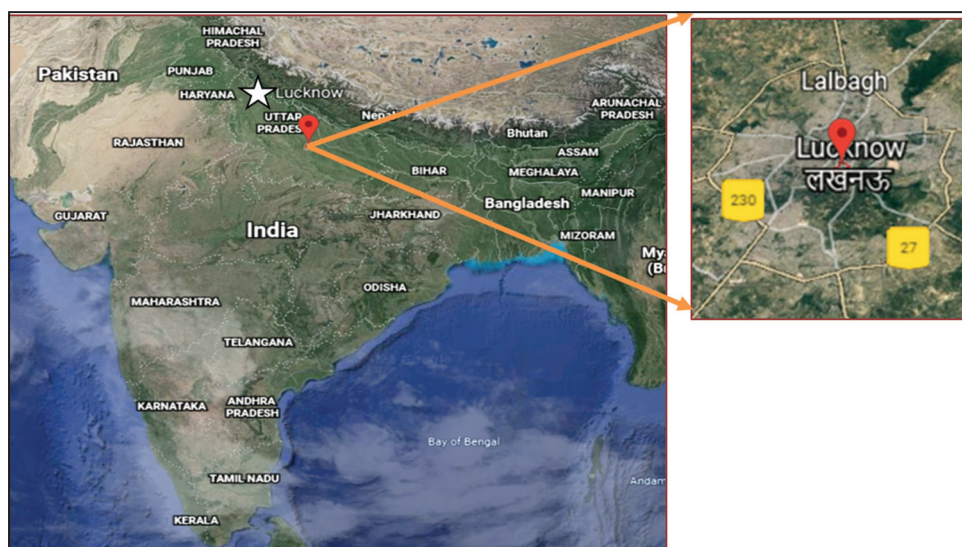 HIMACHAL
PRADESH
Pakistan
PUNJAB
HARYANA
Lucknow
UTTAR
PRADESH
Nepal
ARUNACHAL
PRADESH
RAJASTHAN
Bhutan
ASSAM
BIHAR
MEGHALAYA
MANIPUR
GUJARAT
JHARKHAND
Bangladesh
India
MIZORAM
My
(B
ODISHA
MAHARASHTRA
TELANGANA
KARNATAKA
ANDHRA
PRADESH
Bay of Bengal
TAMIL NADU
Andam
KERALA
Lalbagh
Lucknow
लखनऊ
230
27